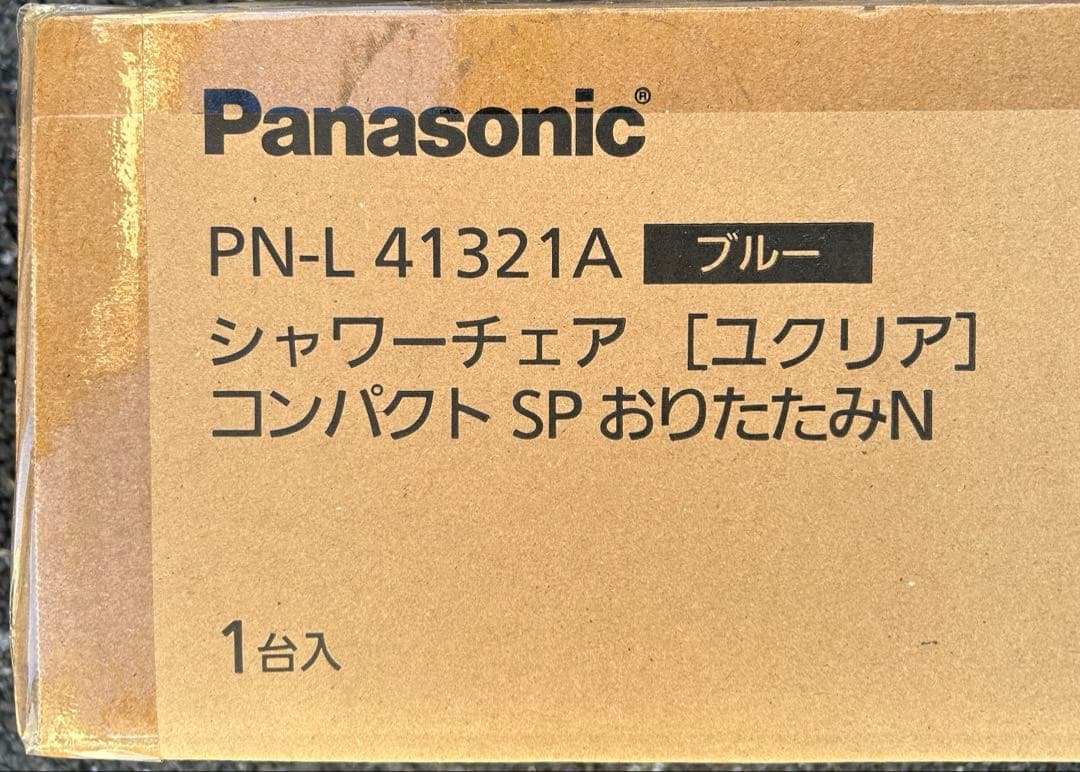 Panasonic®
PN-L 41321A ブルー
シャワーチェア [ユクリア]
コンパクト SP おりたたみN
1台入